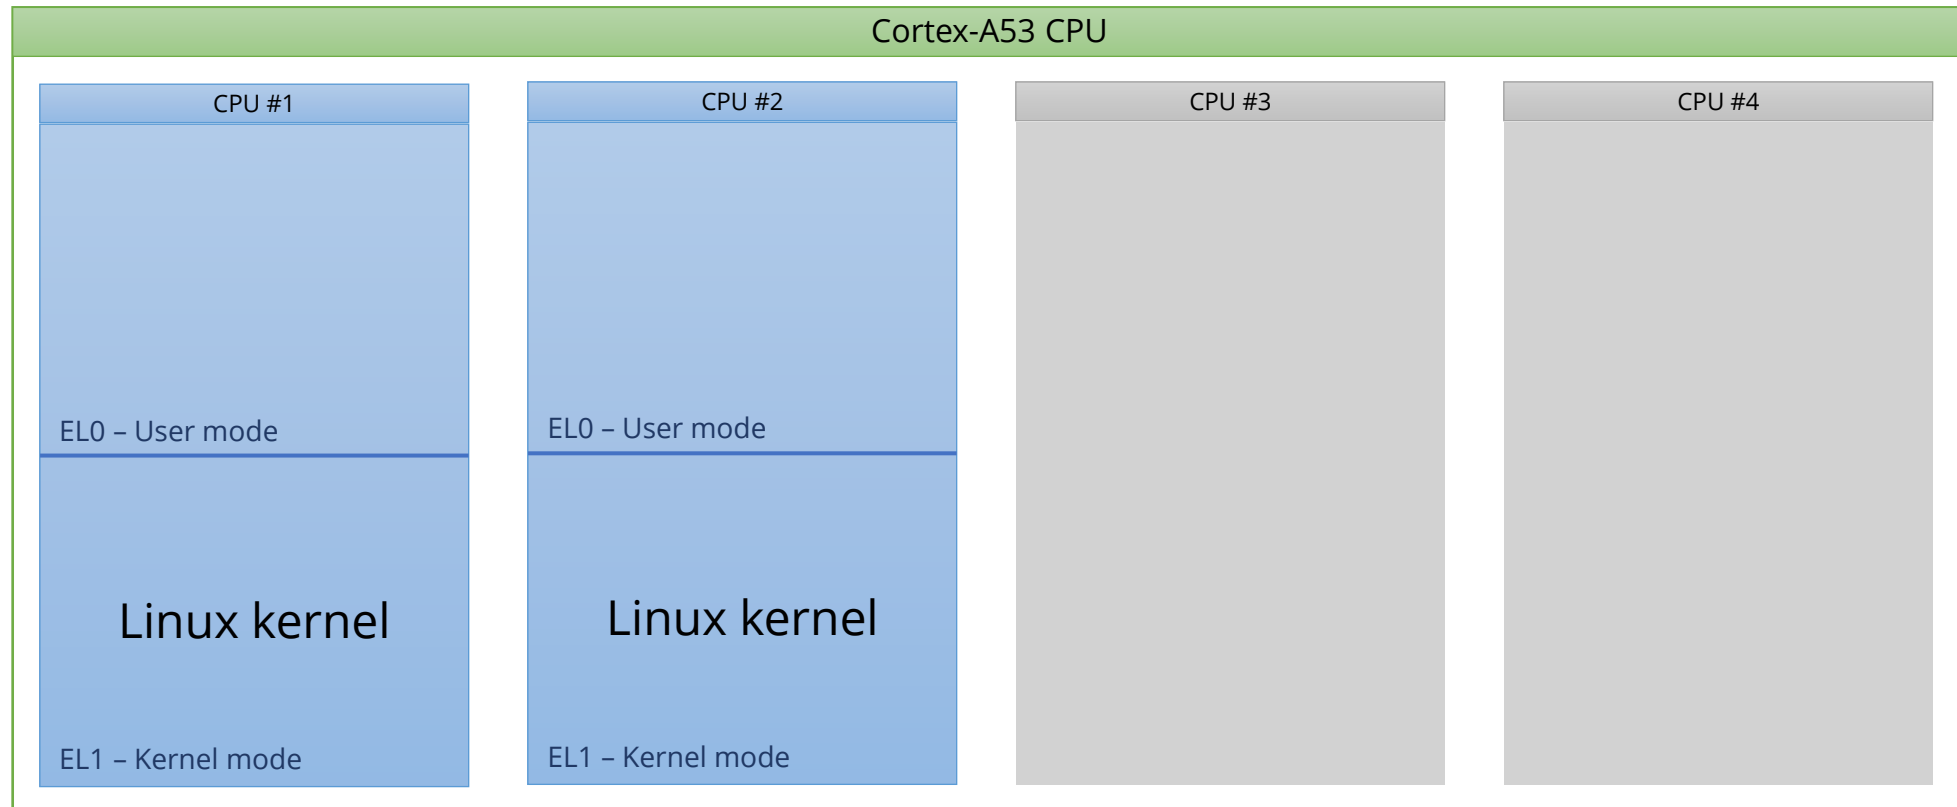 Cortex-A53 CPU
CPU #1
CPU #2
CPU #3
CPU #4
EL0 – User mode
EL0 – User mode
Linux kernel
Linux kernel
EL1 – Kernel mode
EL1 – Kernel mode